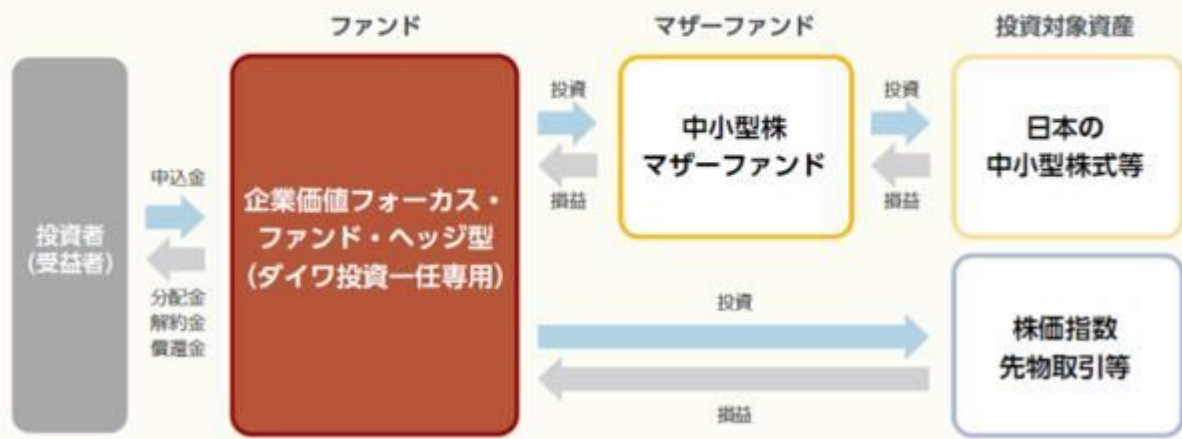 ファンド
マザーファンド
投資対象資産
投資者
(受益者)
申込金
分配金
解約金
償還金
企業価値フォーカス・
ファンド・ヘッジ型
(ダイワ投資一任専用)
投資
損益
中小型株
マザーファンド
投資
損益
日本の
中小型株式等
投資
損益
株価指数
先物取引等